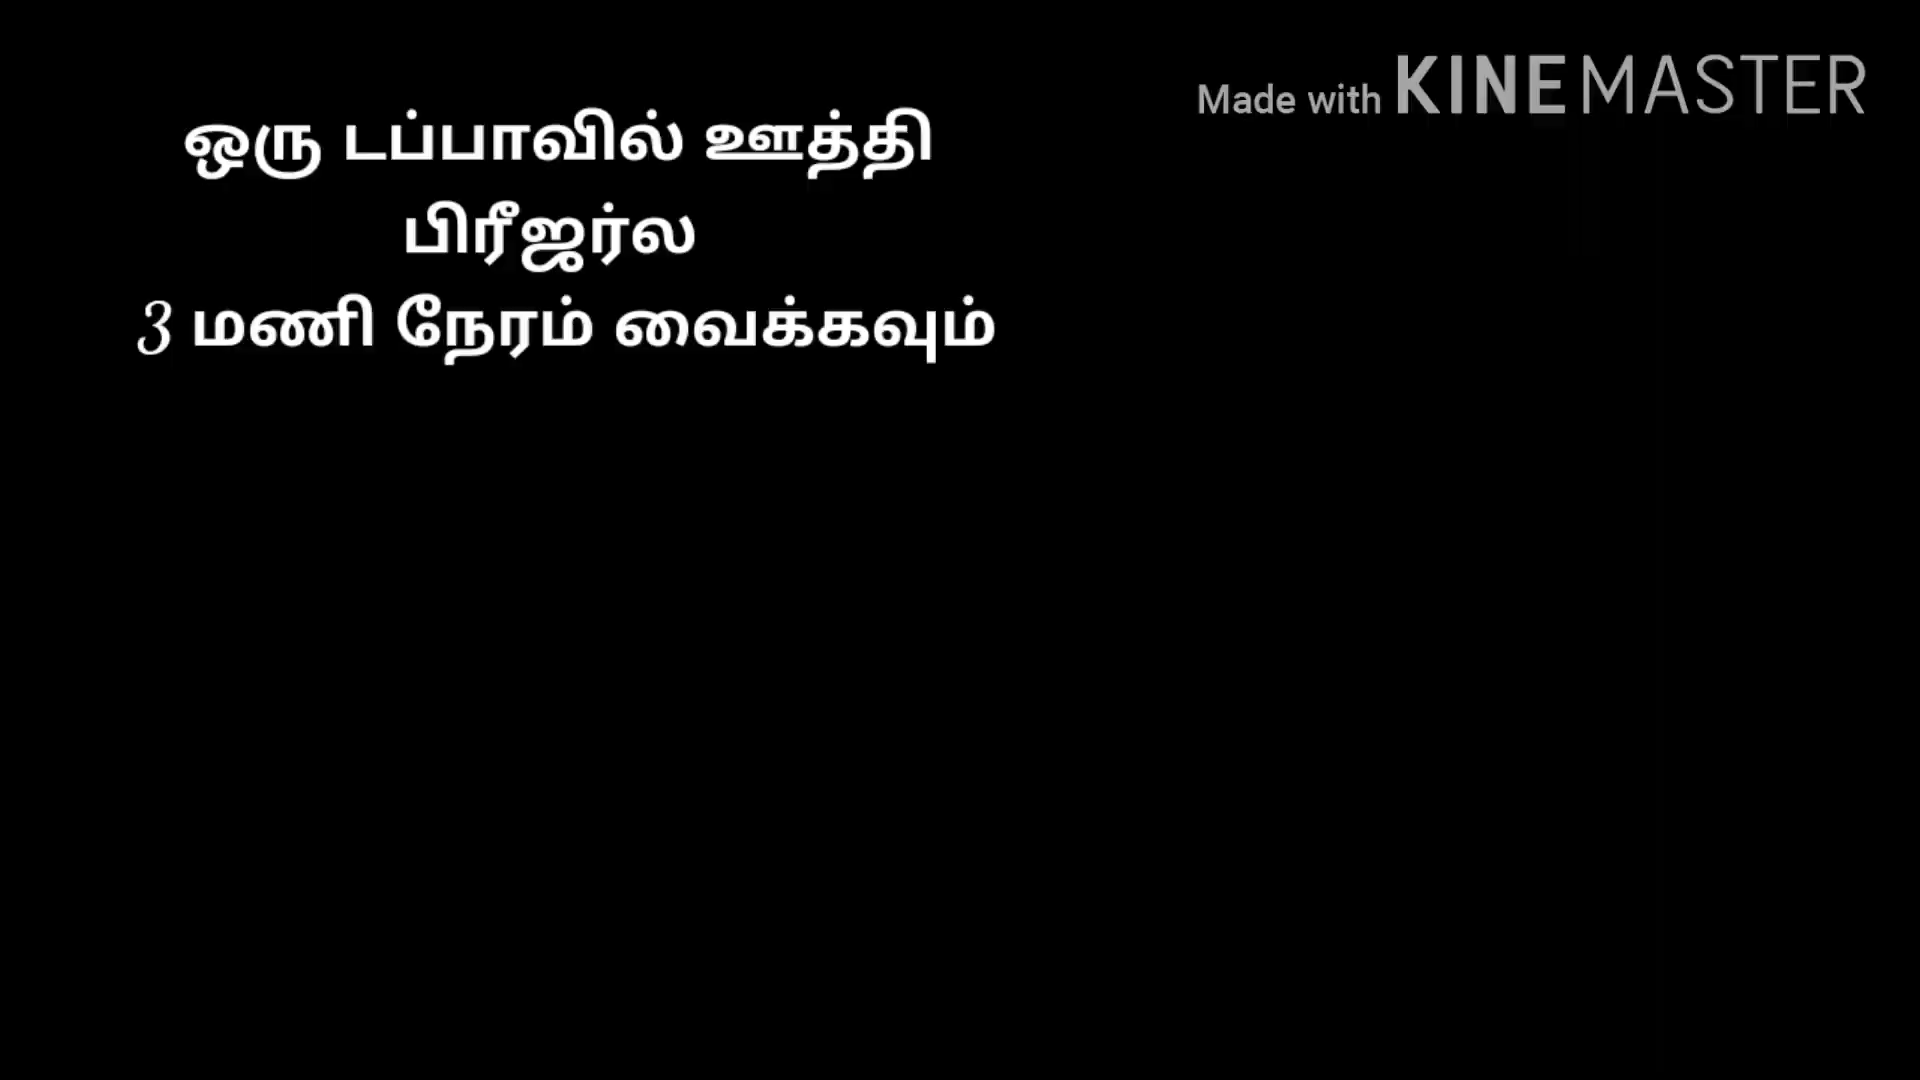 Made with KINEMASTER
ஒரு டப்பாவில் ஊத்தி
பிரீஜர்ல
3 மணி நேரம் வைக்கவும்